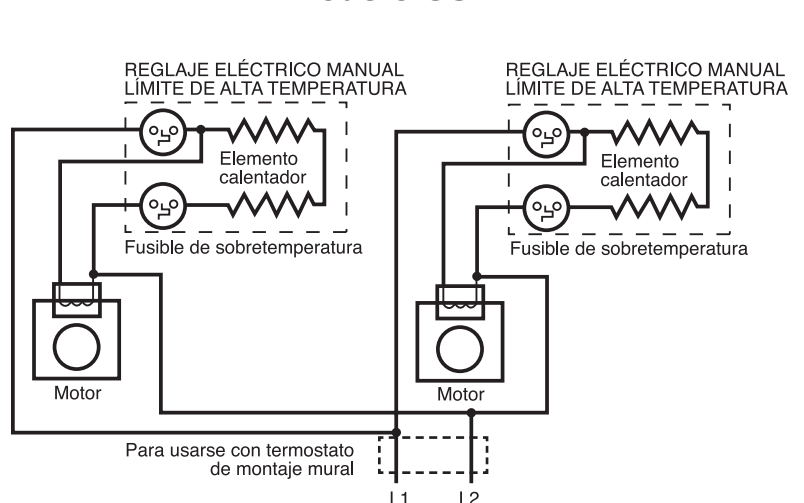 REGLAJE ELÉCTRICO MANUAL
LÍMITE DE ALTA TEMPERATURA
Elemento
calentador
Fusible de sobretemperatura
Motor
REGLAJE ELÉCTRICO MANUAL
LÍMITE DE ALTA TEMPERATURA
Elemento
calentador
Fusible de sobretemperatura
Motor
Para usarse con termostato
de montaje mural
L1 L2